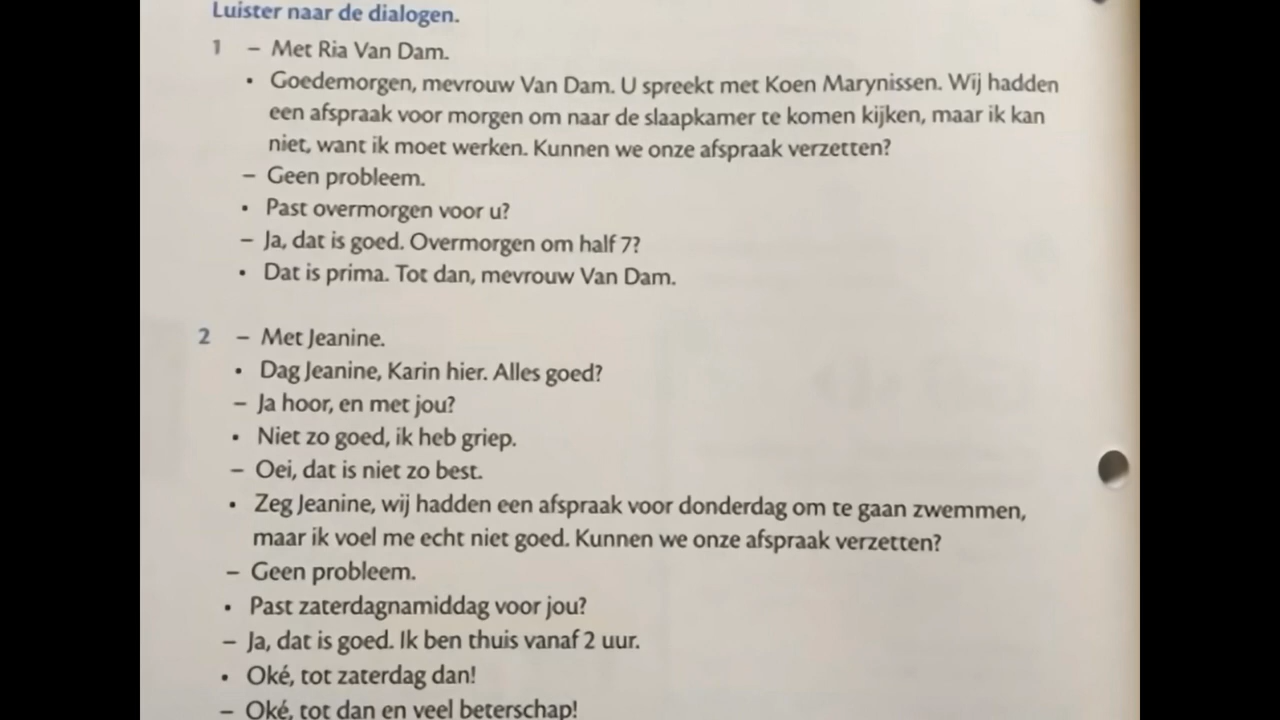 Luister naar de dialogen.
1 – Met Ria Van Dam.
• Goedemorgen, mevrouw Van Dam. U spreekt met Koen Marynissen. Wij hadden
een afspraak voor morgen om naar de slaapkamer te komen kijken, maar ik kan
niet, want ik moet werken. Kunnen we onze afspraak verzetten?
– Geen probleem.
• Past overmorgen voor u?
– Ja, dat is goed. Overmorgen om half 7?
• Dat is prima. Tot dan, mevrouw Van Dam.
2 – Met Jeanine.
• Dag Jeanine, Karin hier. Alles goed?
– Ja hoor, en met jou?
• Niet zo goed, ik heb griep.
– Oei, dat is niet zo best.
• Zeg Jeanine, wij hadden een afspraak voor donderdag om te gaan zwemmen,
maar ik voel me echt niet goed. Kunnen we onze afspraak verzetten?
– Geen probleem.
• Past zaterdagnamiddag voor jou?
– Ja, dat is goed. Ik ben thuis vanaf 2 uur.
• Oké, tot zaterdag dan!
– Oké, tot dan en veel beterschap!